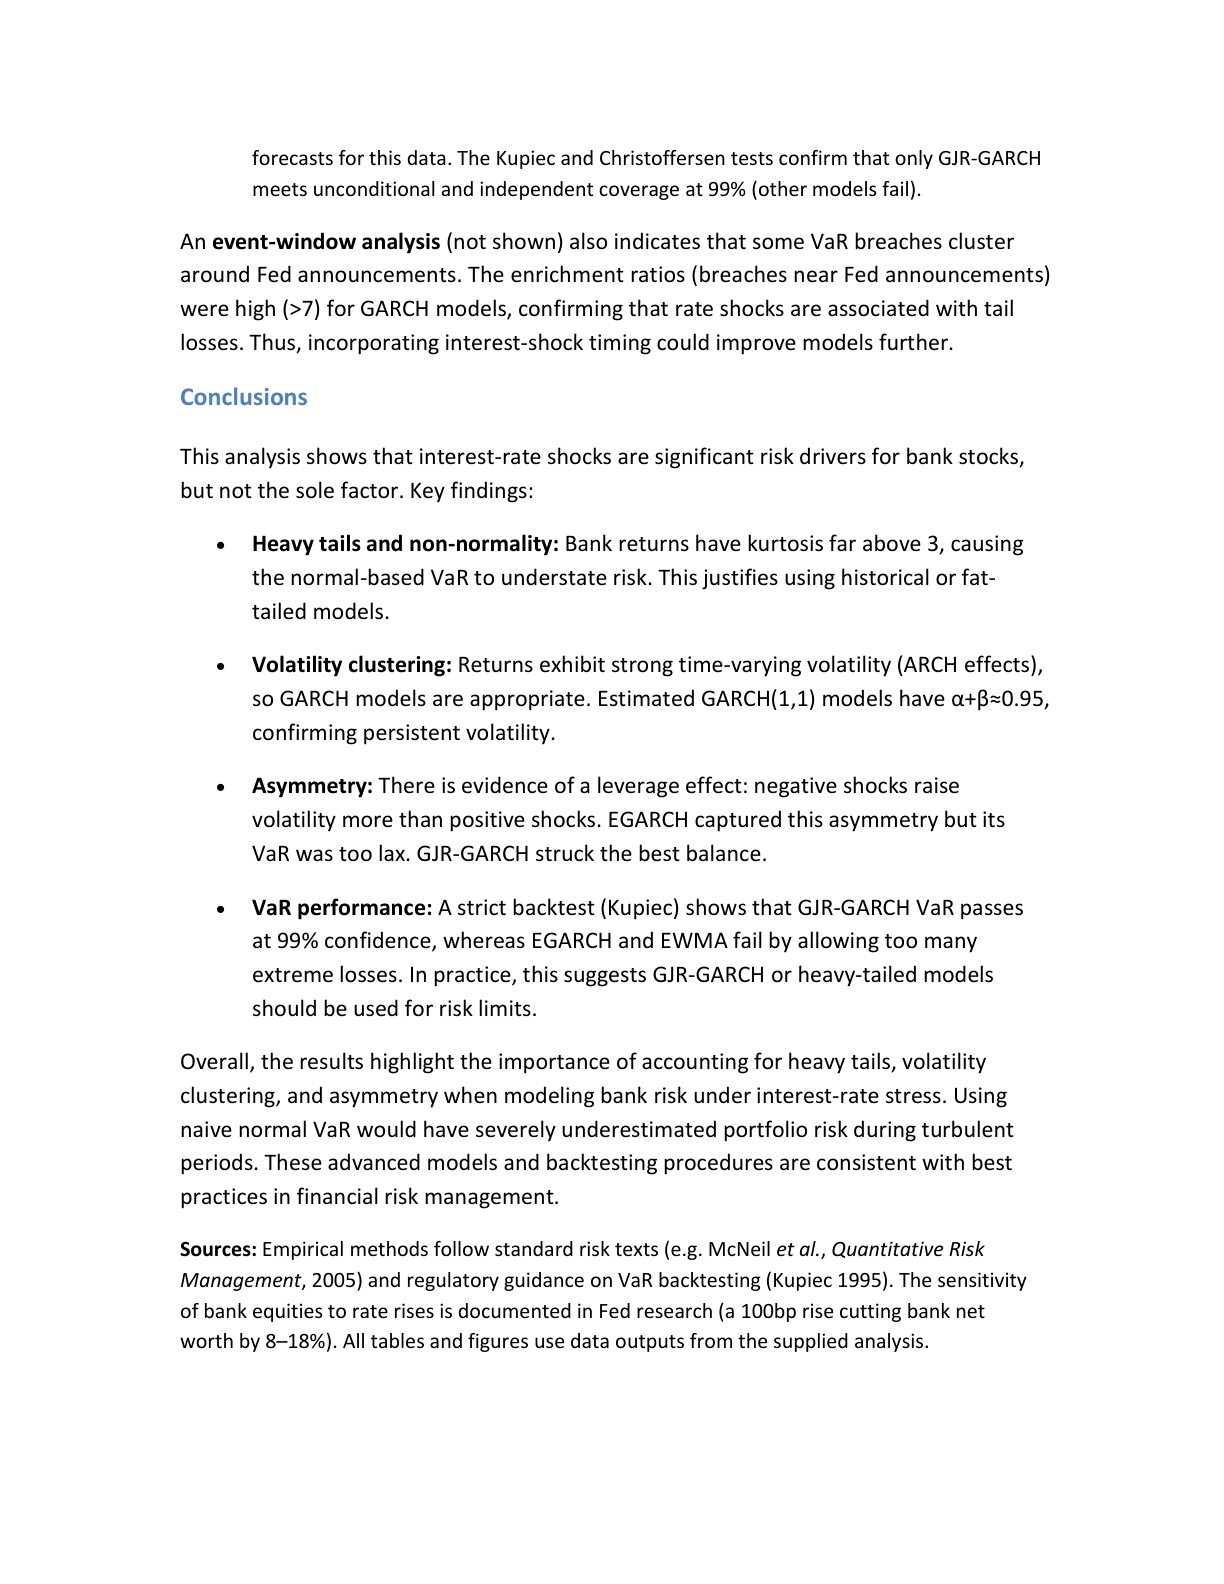 forecasts for this data. The Kupiec and Christoffersen tests confirm that only GJR-GARCH
meets unconditional and independent coverage at 99% (other models fail).
An event-window analysis (not shown) also indicates that some VaR breaches cluster
around Fed announcements. The enrichment ratios (breaches near Fed announcements)
were high (>7) for GARCH models, confirming that rate shocks are associated with tail
losses. Thus, incorporating interest-shock timing could improve models further.
Conclusions
This analysis shows that interest-rate shocks are significant risk drivers for bank stocks,
but not the sole factor. Key findings:
• Heavy tails and non-normality: Bank returns have kurtosis far above 3, causing
the normal-based VaR to understate risk. This justifies using historical or fat-
tailed models.
• Volatility clustering: Returns exhibit strong time-varying volatility (ARCH effects),
so GARCH models are appropriate. Estimated GARCH(1,1) models have α+β≈0.95,
confirming persistent volatility.
• Asymmetry: There is evidence of a leverage effect: negative shocks raise
volatility more than positive shocks. EGARCH captured this asymmetry but its
VaR was too lax. GJR-GARCH struck the best balance.
• VaR performance: A strict backtest (Kupiec) shows that GJR-GARCH VaR passes
at 99% confidence, whereas EGARCH and EWMA fail by allowing too many
extreme losses. In practice, this suggests GJR-GARCH or heavy-tailed models
should be used for risk limits.
Overall, the results highlight the importance of accounting for heavy tails, volatility
clustering, and asymmetry when modeling bank risk under interest-rate stress. Using
naive normal VaR would have severely underestimated portfolio risk during turbulent
periods. These advanced models and backtesting procedures are consistent with best
practices in financial risk management.
Sources: Empirical methods follow standard risk texts (e.g. McNeil et al., Quantitative Risk
Management, 2005) and regulatory guidance on VaR backtesting (Kupiec 1995). The sensitivity
of bank equities to rate rises is documented in Fed research (a 100bp rise cutting bank net
worth by 8–18%). All tables and figures use data outputs from the supplied analysis.